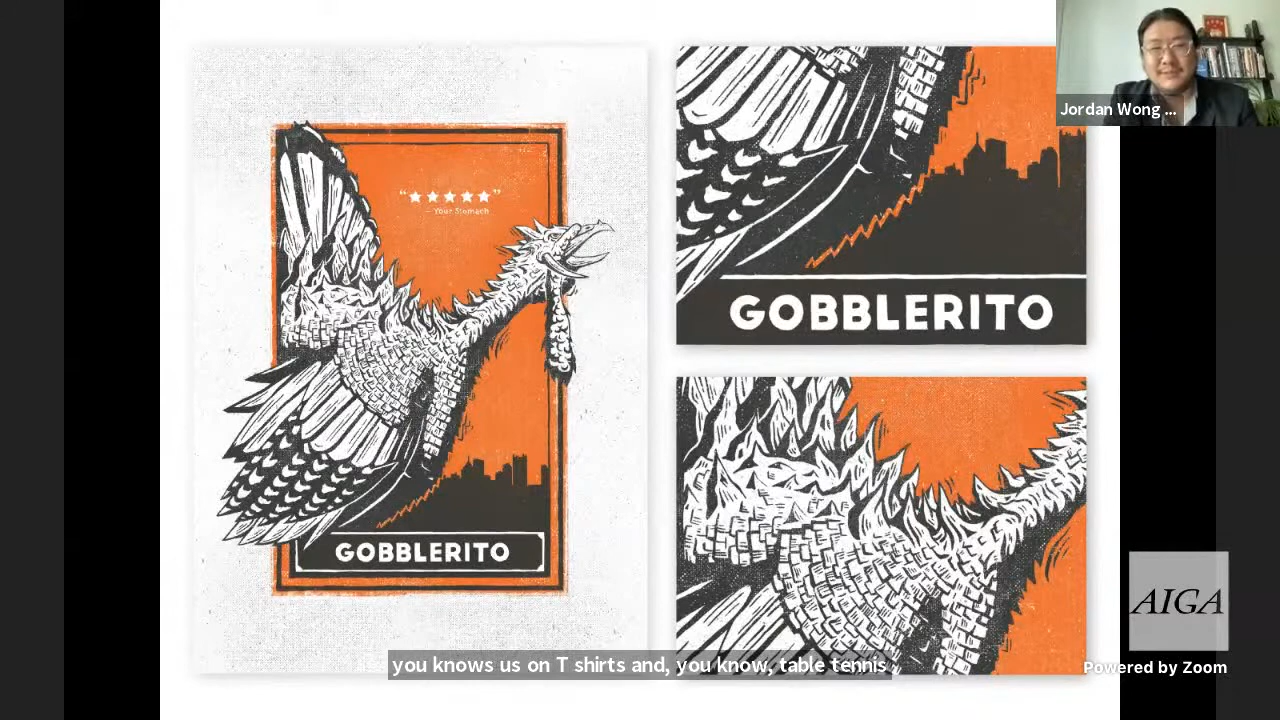 Jordan Wong ...
“★★★★★”
– Your Stomach
GOBBLERITO
GOBBLERITO
AIGA
you knows us on T shirts and, you know, table tennis
Powered by Zoom